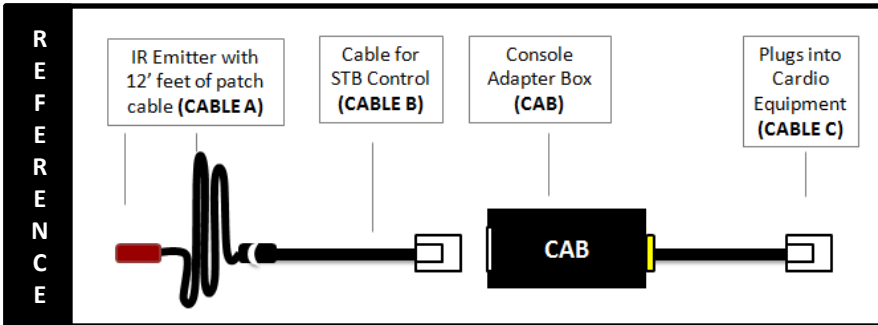 REFERENCE
IR Emitter with
12' feet of patch
cable (CABLE A)
Cable for
STB Control
(CABLE B)
Console
Adapter Box
(CAB)
Plugs into
Cardio
Equipment
(CABLE C)
CAB